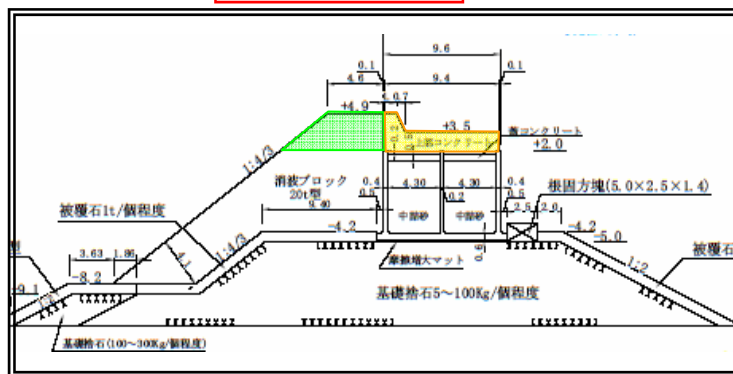 9.6
0.1
0.1
4.6
9.4
+4.9
0.7
+3.5
上部コンクリート
蓋コンクリート
+2.0
1:4/3
消波ブロック
20t型
0.4
4.30
4.30
0.4
根固方塊(5.0×2.5×1.4)
0.5
0.2
0.5
被覆石1t/個程度
9.40
中詰砂
中詰砂
2.5
2.0
-4.2
-4.2
-5.0
1:4/3
3.63
1.86
4.1
摩擦増大マット
0.6
1:2
被覆石
型
-8.2
-9.1
基礎捨石5～100Kg/個程度
基礎捨石(100～300Kg/個程度)